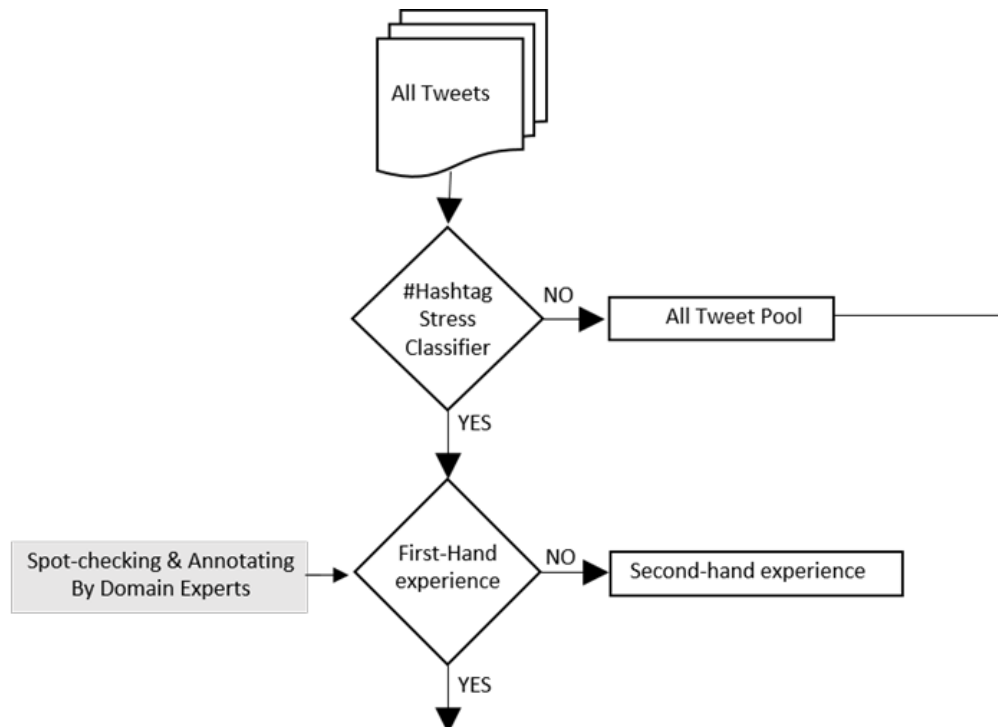 All Tweets
#Hashtag
Stress
Classifier
NO
All Tweet Pool
YES
Spot-checking & Annotating
By Domain Experts
First-Hand
experience
NO
Second-hand experience
YES